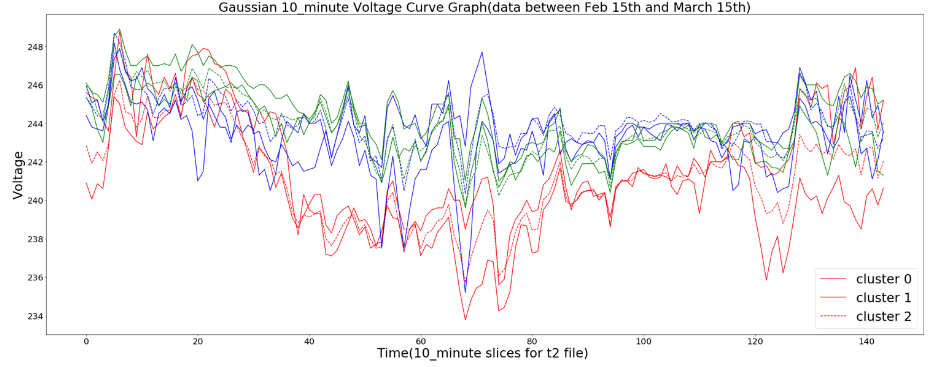 Gaussian 10_minute Voltage Curve Graph(data between Feb 15th and March 15th)
Voltage
248
246
244
242
240
238
236
234
0 20 40 60 80 100 120 140
Time(10_minute slices for t2 file)
cluster 0
cluster 1
cluster 2